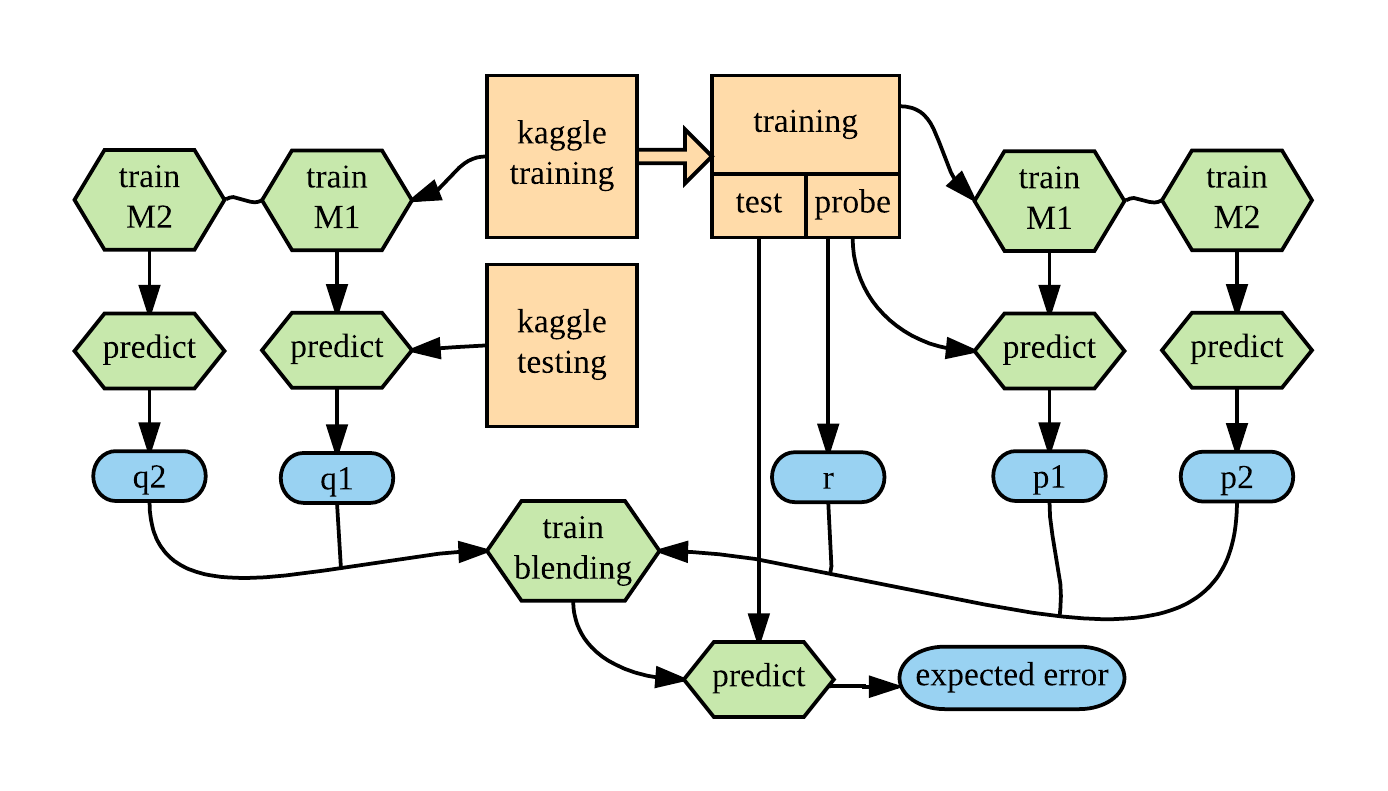 kaggle
training
training
test
probe
train
M2
train
M1
train
M1
train
M2
kaggle
testing
predict
predict
predict
predict
q2
q1
r
p1
p2
train
blending
predict
expected error